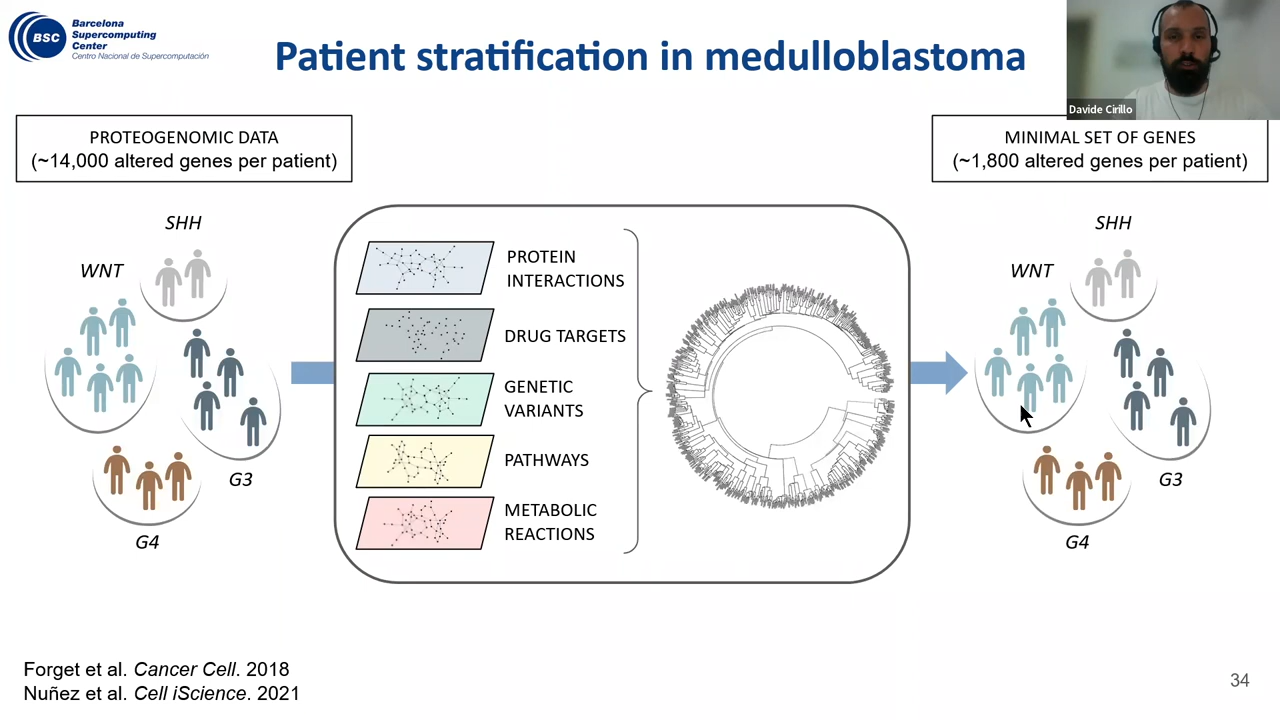 BSC
Barcelona
Supercomputing
Center
Centro Nacional de Supercomputación
Patient stratification in medulloblastoma
Davide Cirillo
PROTEOGENOMIC DATA
(~14,000 altered genes per patient)
MINIMAL SET OF GENES
(~1,800 altered genes per patient)
SHH
WNT
G3
G4
PROTEIN
INTERACTIONS
DRUG TARGETS
GENETIC
VARIANTS
PATHWAYS
METABOLIC
REACTIONS
SHH
WNT
G3
G4
Forget et al. Cancer Cell. 2018
Nuñez et al. Cell iScience. 2021
34